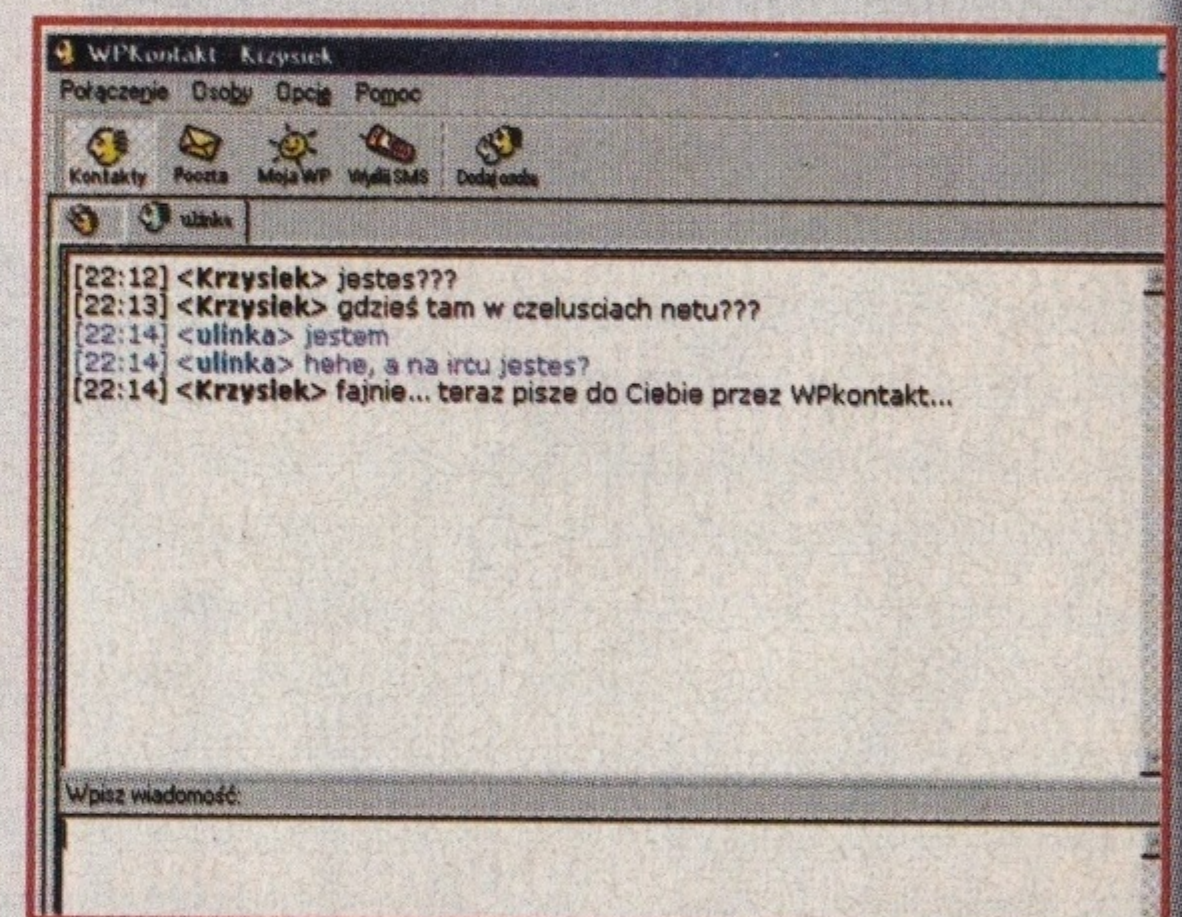 WPKontakt - Krzysiek
Połączenie Osoby Opcje Pomoc
Kontakty Poczta Moja WP Wyślij SMS Dodaj osobę
ulinka
[22:12] <Krzysiek> jestes???
[22:13] <Krzysiek> gdzieś tam w czelusciach netu???
[22:14] <ulinka> jestem
[22:14] <ulinka> hehe, a na ircu jestes?
[22:14] <Krzysiek> fajnie... teraz pisze do Ciebie przez WPkontakt...
Wpisz wiadomość: